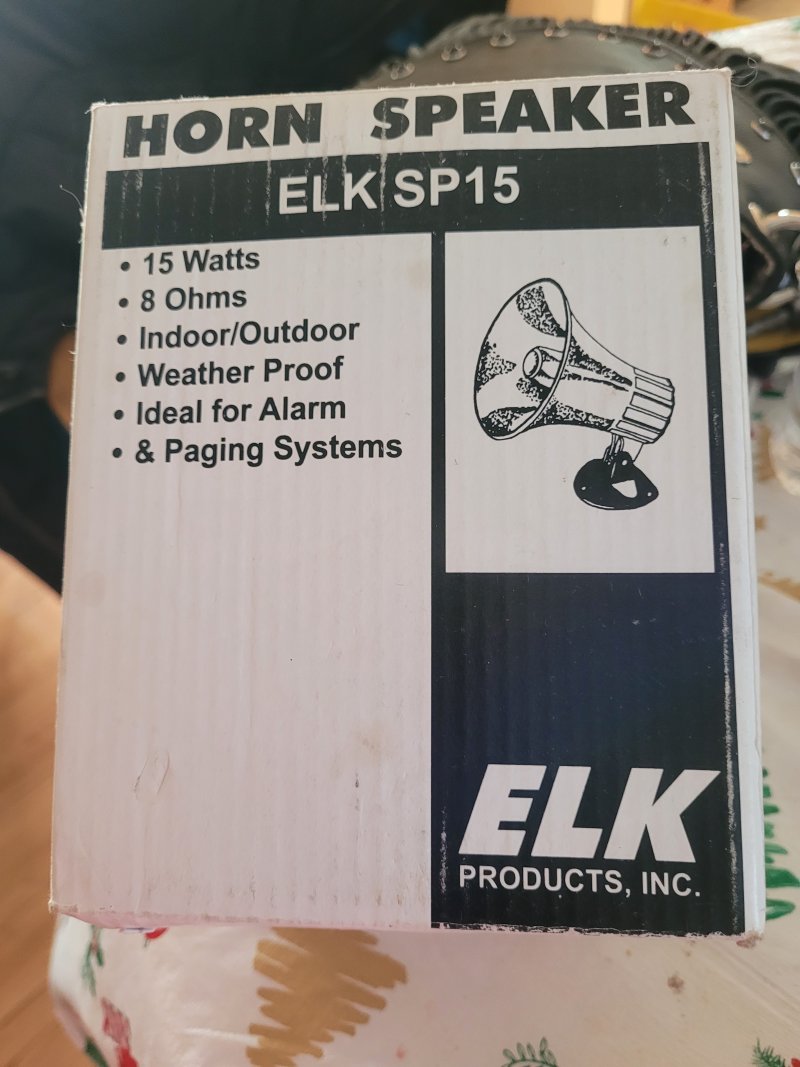 HORN SPEAKER
ELK SP15
• 15 Watts
• 8 Ohms
• Indoor/Outdoor
• Weather Proof
• Ideal for Alarm
• & Paging Systems
ELK
PRODUCTS, INC.